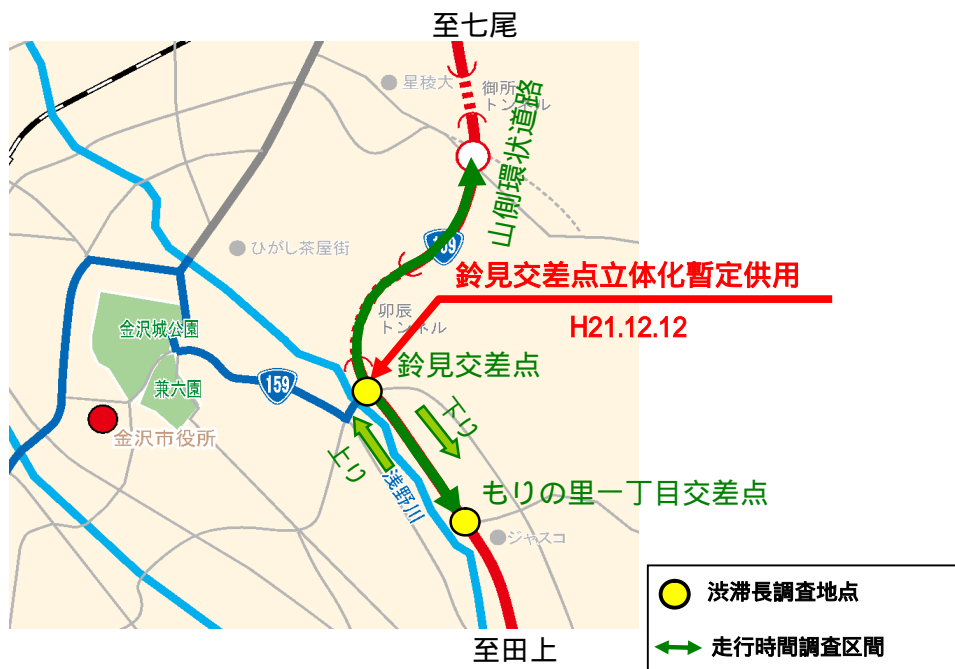 至七尾
星稜大
御所
トンネル
山側環状道路
159
ひがし茶屋街
鈴見交差点立体化暫定供用
H21.12.12
卯辰
トンネル
金沢城公園
鈴見交差点
兼六園
159
金沢市役所
下り
上り
浅野川
もりの里一丁目交差点
ジャスコ
至田上
渋滞長調査地点
走行時間調査区間